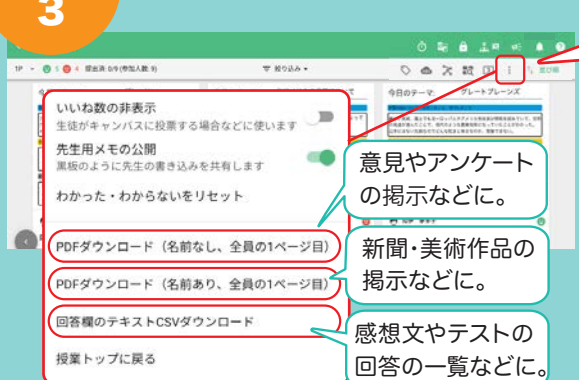 3
1P
5 4 提出済: 0/9 (参加人数: 9)
絞り込み
並び順
今日のテーマ: グレートプレーンズ
いいね数の非表示
生徒がキャンバスに投票する場合などに使います
先生用メモの公開
黒板のように先生の書き込みを共有します
わかった・わからないをリセット
PDFダウンロード（名前なし、全員の1ページ目）
PDFダウンロード（名前あり、全員の1ページ目）
回答欄のテキストCSVダウンロード
授業トップに戻る
意見やアンケート
の掲示などに。
新聞・美術作品の
掲示などに。
感想文やテストの
回答の一覧などに。